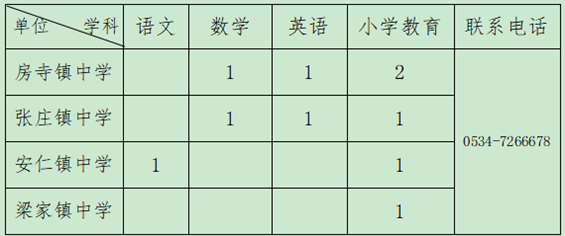 单位 学科 语文 数学 英语 小学教育 联系电话
房寺镇中学 1 1 2
张庄镇中学 1 1 1
0534-7266678
安仁镇中学 1 1
梁家镇中学 1